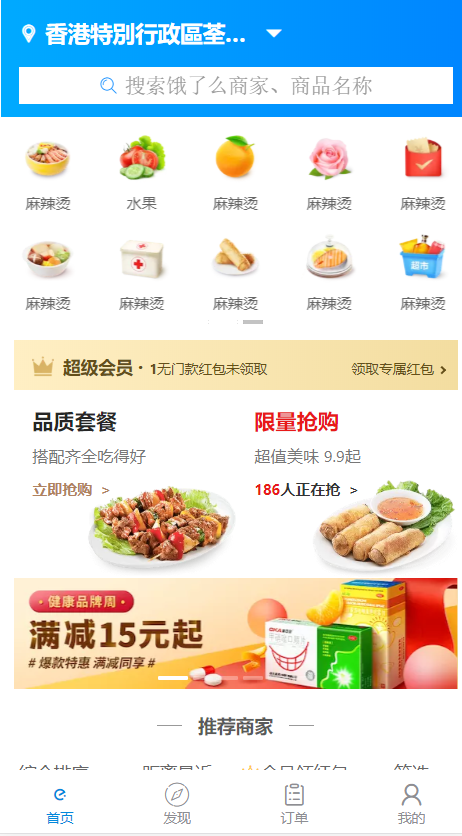 香港特別行政區荃...
搜索饿了么商家、商品名称
麻辣烫 水果 麻辣烫 麻辣烫 麻辣烫
超市
麻辣烫 麻辣烫 麻辣烫 麻辣烫 麻辣烫
超级会员 · 1无门款红包未领取 领取专属红包 >
品质套餐 限量抢购
搭配齐全吃得好 超值美味 9.9起
立即抢购 > 186人正在抢 >
· 健康品牌周 ·
满减15元起
# 爆款特惠 满减同享 #
推荐商家
综合排序 距离最近 今日领红包 筛选
首页 发现 订单 我的